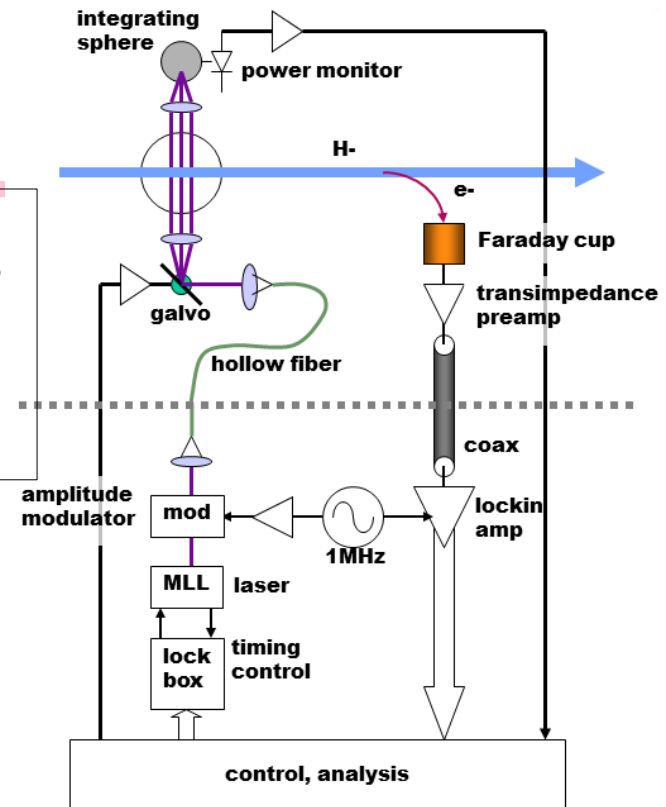 integrating
sphere
power monitor
H-
e-
Faraday cup
transimpedance
preamp
galvo
hollow fiber
coax
amplitude
modulator
mod
lockin
amp
1MHz
MLL
laser
lock
box
timing
control
control, analysis